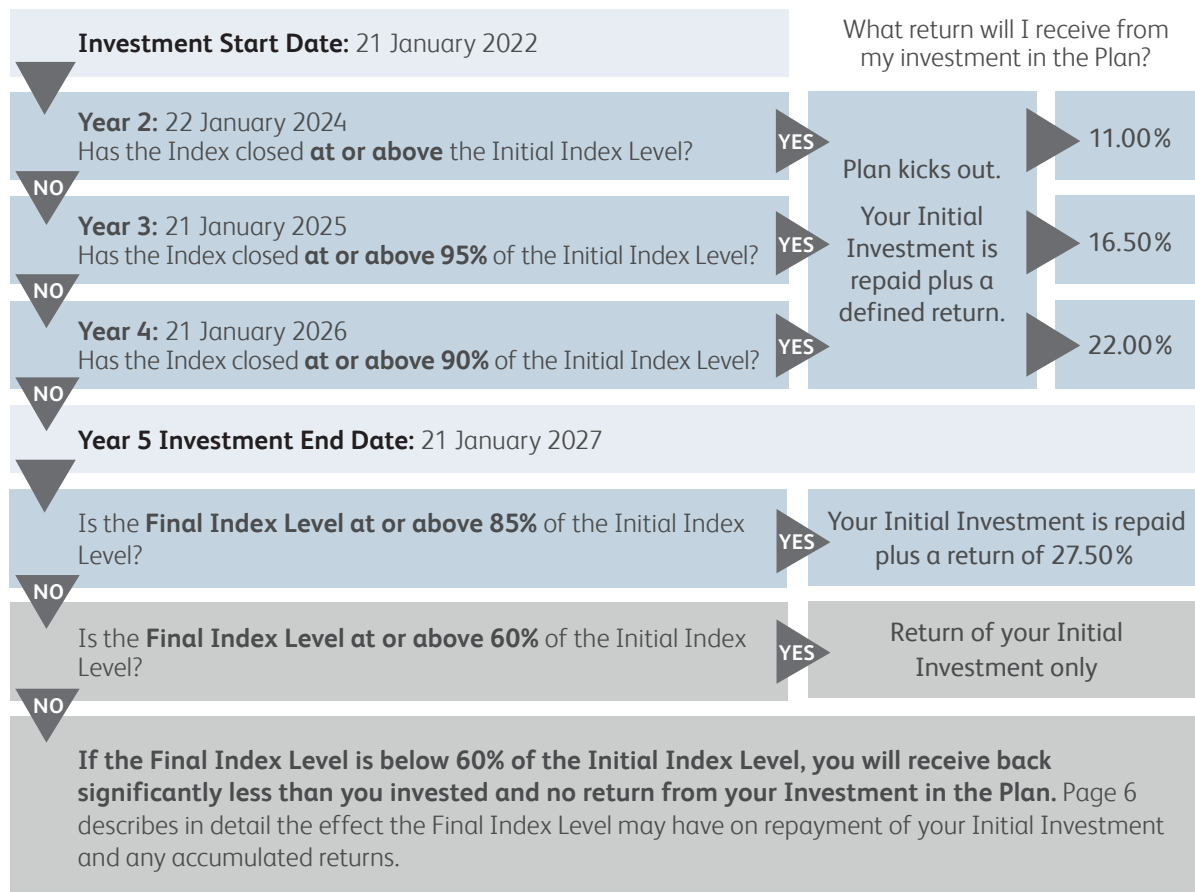 Investment Start Date: 21 January 2022
What return will I receive from
my investment in the Plan?
Year 2: 22 January 2024
Has the Index closed at or above the Initial Index Level?
YES
NO
Year 3: 21 January 2025
Has the Index closed at or above 95% of the Initial Index Level?
YES
NO
Year 4: 21 January 2026
Has the Index closed at or above 90% of the Initial Index Level?
YES
NO
Plan kicks out.
Your Initial
Investment is
repaid plus a
defined return.
11.00%
16.50%
22.00%
Year 5 Investment End Date: 21 January 2027
Is the Final Index Level at or above 85% of the Initial Index
Level?
YES
Your Initial Investment is repaid
plus a return of 27.50%
NO
Is the Final Index Level at or above 60% of the Initial Index
Level?
YES
Return of your Initial
Investment only
NO
If the Final Index Level is below 60% of the Initial Index Level, you will receive back
significantly less than you invested and no return from your Investment in the Plan. Page 6
describes in detail the effect the Final Index Level may have on repayment of your Initial Investment
and any accumulated returns.